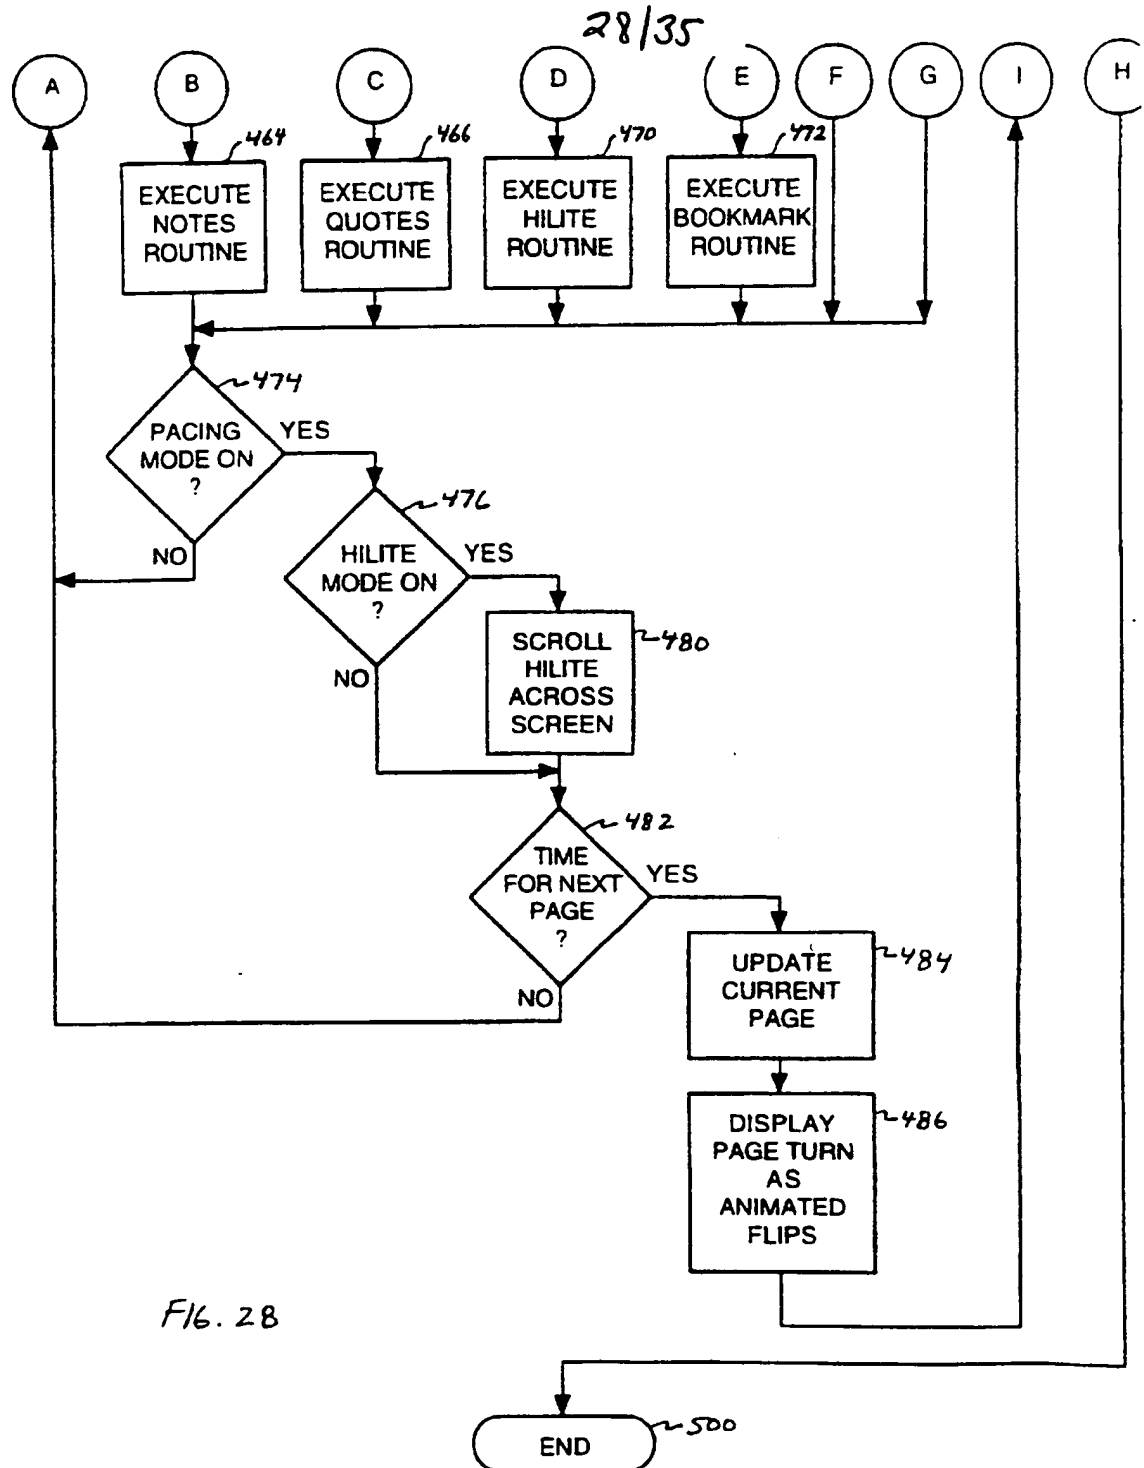 28/35
A
B
C
D
E
F
G
I
H
464
466
470
472
EXECUTE
NOTES
ROUTINE
EXECUTE
QUOTES
ROUTINE
EXECUTE
HILITE
ROUTINE
EXECUTE
BOOKMARK
ROUTINE
474
PACING
MODE ON
?
YES
NO
476
HILITE
MODE ON
?
YES
NO
480
SCROLL
HILITE
ACROSS
SCREEN
482
TIME
FOR NEXT
PAGE
?
YES
NO
484
UPDATE
CURRENT
PAGE
486
DISPLAY
PAGE TURN
AS
ANIMATED
FLIPS
FIG. 28
500
END